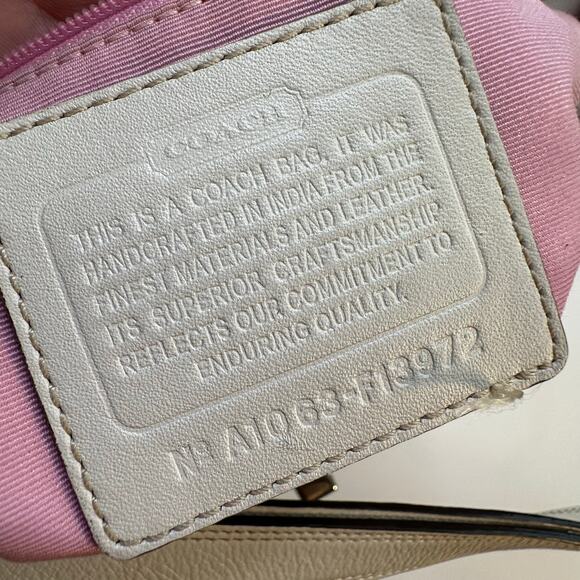 COACH
THIS IS A COACH BAG. IT WAS
HANDCRAFTED IN INDIA FROM THE
FINEST MATERIALS AND LEATHER.
ITS SUPERIOR CRAFTSMANSHIP
REFLECTS OUR COMMITMENT TO
ENDURING QUALITY.
Nº A1063-F13972